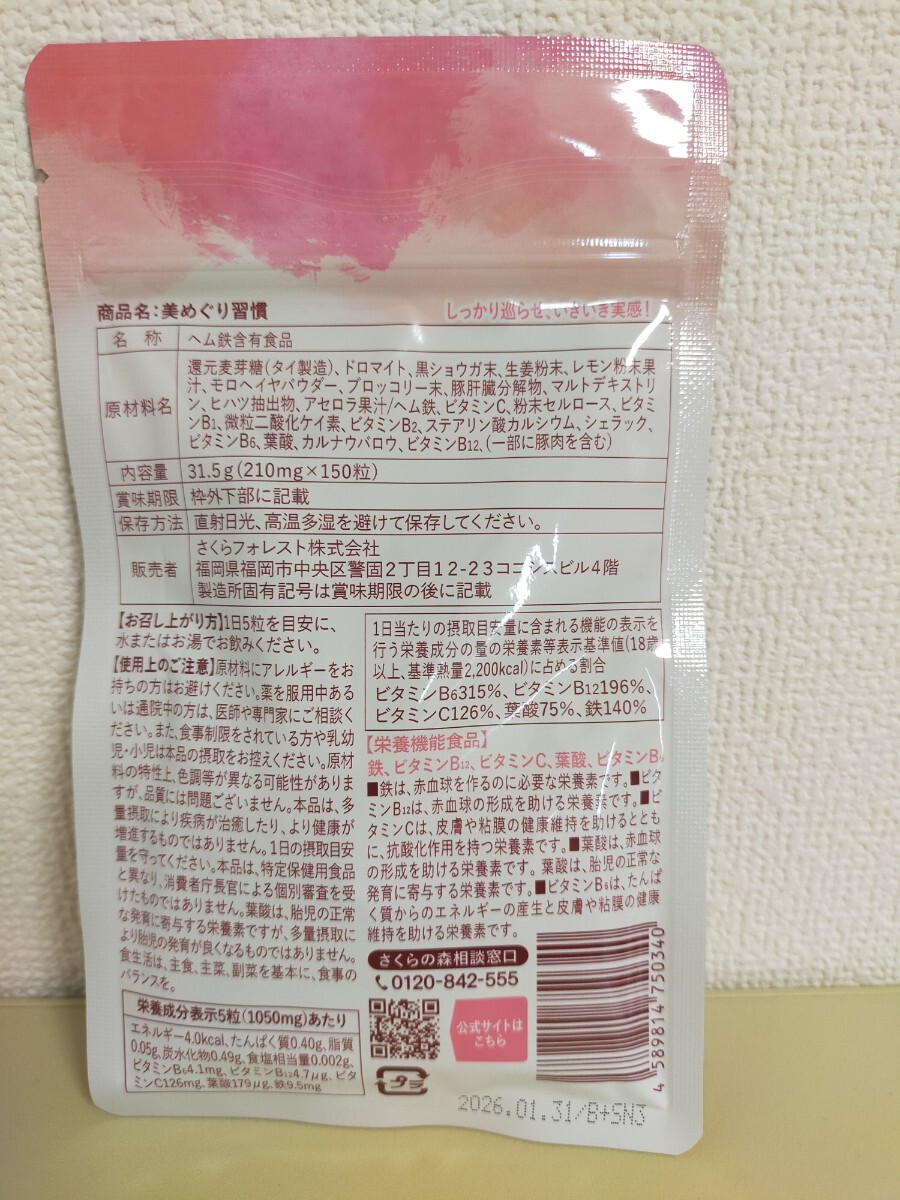 商品名：美めぐり習慣
しっかり巡らせ、いきいき実感！
名 称 ヘム鉄含有食品
原材料名
還元麦芽糖（タイ製造）、ドロマイト、黒ショウガ末、生姜粉末、レモン粉末果
汁、モロヘイヤパウダー、ブロッコリー末、豚肝臓分解物、マルトデキストリ
ン、ヒハツ抽出物、アセロラ果汁/ヘム鉄、ビタミンC、粉末セルロース、ビタミ
ンB1、微粒二酸化ケイ素、ビタミンB2、ステアリン酸カルシウム、シェラック、
ビタミンB6、葉酸、カルナウバロウ、ビタミンB12、（一部に豚肉を含む）
内容量 31.5g（210mg×150粒）
賞味期限 枠外下部に記載
保存方法 直射日光、高温多湿を避けて保存してください。
販売者
さくらフォレスト株式会社
福岡県福岡市中央区警固2丁目12-23ココシスビル4階
製造所固有記号は賞味期限の後に記載
【お召し上がり方】1日5粒を目安に、
水またはお湯でお飲みください。
【使用上のご注意】原材料にアレルギーをお
持ちの方はお避けください。薬を服用中ある
いは通院中の方は、医師や専門家にご相談く
ださい。また、食事制限をされている方や乳幼
児・小児は本品の摂取をお控えください。原材
料の特性上、色調等が異なる可能性がありま
すが、品質には問題ございません。本品は、多
量摂取により疾病が治癒したり、より健康が
増進するものではありません。1日の摂取目安
量を守ってください。本品は、特定保健用食品
と異なり、消費者庁長官による個別審査を受
けたものではありません。葉酸は、胎児の正常
な発育に寄与する栄養素ですが、多量摂取に
より胎児の発育が良くなるものではありません。
食生活は、主食、主菜、副菜を基本に、食事の
バランスを。
栄養成分表示5粒（1050mg）あたり
エネルギー4.0kcal、たんぱく質0.40g、脂質
0.05g、炭水化物0.49g、食塩相当量0.002g、
ビタミンB6 4.1mg、ビタミンB12 4.7μg、ビタ
ミンC126mg、葉酸179μg、鉄9.5mg
1日当たりの摂取目安量に含まれる機能の表示を
行う栄養成分の量の栄養素等表示基準値（18歳
以上、基準熱量2,200kcal）に占める割合
ビタミンB6 315%、ビタミンB12 196%、
ビタミンC126%、葉酸75%、鉄140%
【栄養機能食品】
鉄、ビタミンB12、ビタミンC、葉酸、ビタミンB6
■鉄は、赤血球を作るのに必要な栄養素です。■ビタ
ミンB12は、赤血球の形成を助ける栄養素です。■ビ
タミンCは、皮膚や粘膜の健康維持を助けるととも
に、抗酸化作用を持つ栄養素です。■葉酸は、赤血球
の形成を助ける栄養素です。葉酸は、胎児の正常な
発育に寄与する栄養素です。■ビタミンB6は、たんぱ
く質からのエネルギーの産生と皮膚や粘膜の健康
維持を助ける栄養素です。
さくらの森相談窓口
0120-842-555
公式サイトは
こちら
プラ
4 589814 750340
2026.01.31/B+SN3